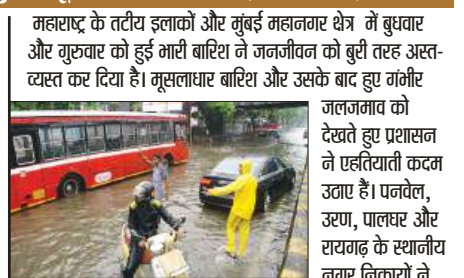 महाराष्ट्र के तटीय इलाकों और मुंबई महानगर क्षेत्र में बुधवार
और गुरुवार को हुई भारी बारिश ने जनजीवन को बुरी तरह अस्त-
व्यस्त कर दिया है। मूसलाधार बारिश और उसके बाद हुए गंभीर
जलजमाव को
देखते हुए प्रशासन
ने एहतियाती कदम
उठाए हैं। पनवेल,
उरण, पालघर और
रायगढ़ के स्थानीय
नगर निकायों ने